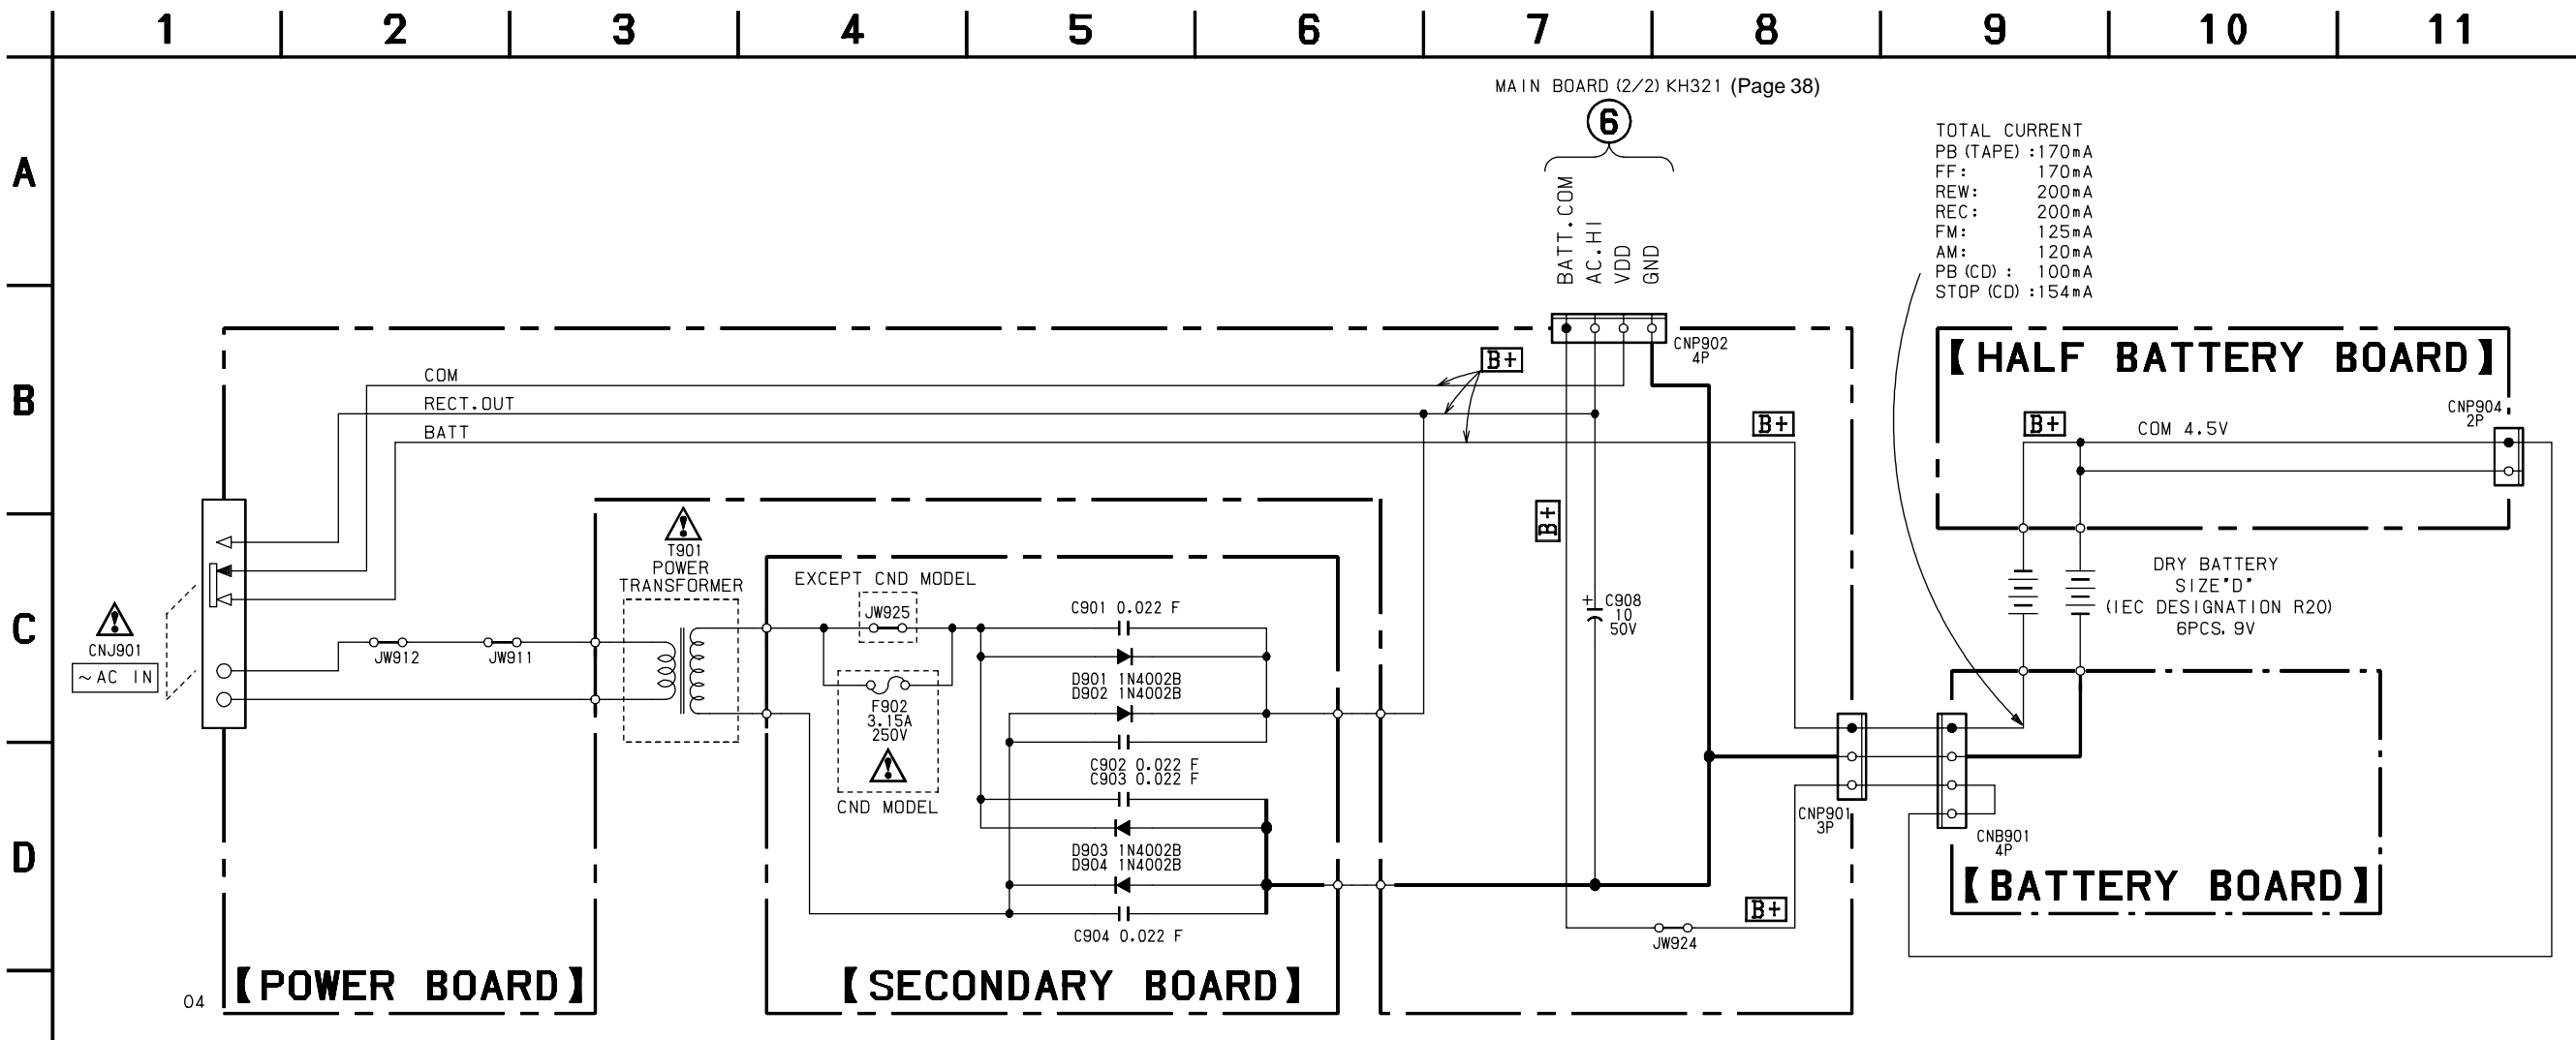 1 2 3 4 5 6 7 8 9 10 11
MAIN BOARD (2/2) KH321 (Page 38)
6
A
BATT.COM
AC.HI
VDD
GND
TOTAL CURRENT
PB (TAPE) :170mA
FF: 170mA
REW: 200mA
REC: 200mA
FM: 125mA
AM: 120mA
PB (CD) : 100mA
STOP (CD) :154mA
B
CNP902
4P
B+
COM
RECT.OUT
BATT
B+
【HALF BATTERY BOARD】
B+
COM 4.5V
CNP904
2P
B+
C
CNJ901
~AC IN
JW912
JW911
T901
POWER
TRANSFORMER
EXCEPT CND MODEL
JW925
F902
3.15A
250V
CND MODEL
C901 0.022 F
D901 1N4002B
D902 1N4002B
C902 0.022 F
C903 0.022 F
D903 1N4002B
D904 1N4002B
C904 0.022 F
+ C908
10
50V
DRY BATTERY
SIZE"D"
(IEC DESIGNATION R20)
6PCS. 9V
D
CNP901
3P
CNB901
4P
B+
JW924
【BATTERY BOARD】
04
【POWER BOARD】
【SECONDARY BOARD】